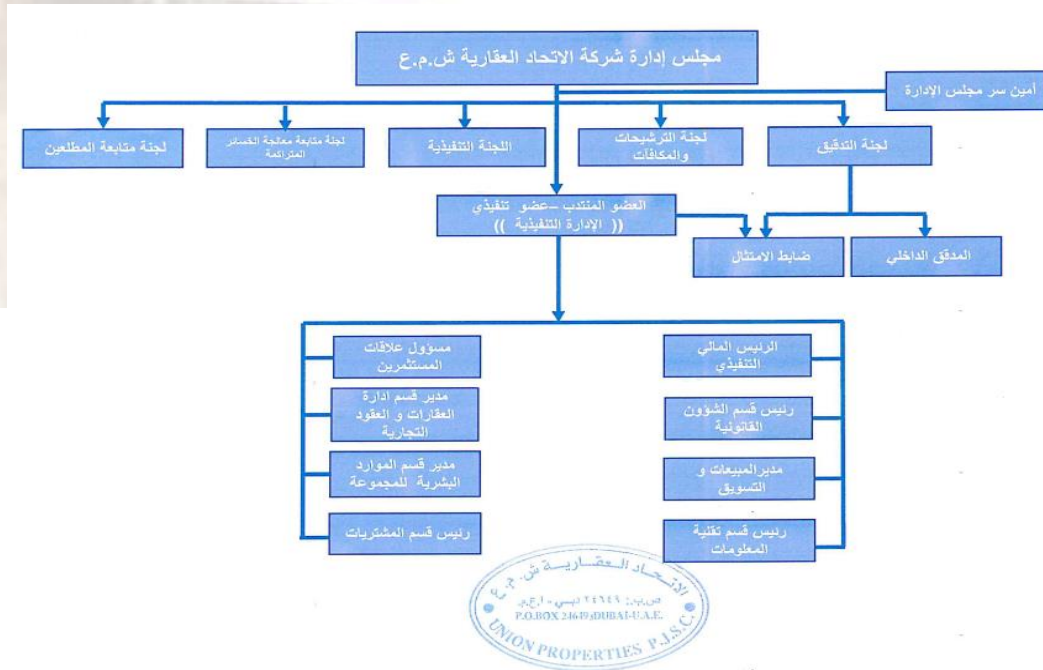 مجلس إدارة شركة الاتحاد العقارية ش.م.ع
أمين سر مجلس الإدارة
لجنة التدقيق
لجنة الترشيحات
والمكافآت
اللجنة التنفيذية
لجنة متابعة معالجة الخسائر
المتراكمة
لجنة متابعة المطلعين
العضو المنتدب – عضو تنفيذي
(( الإدارة التنفيذية ))
المدقق الداخلي
ضابط الامتثال
الرئيس المالي
التنفيذي
رئيس قسم الشؤون
القانونية
مدير المبيعات و
التسويق
رئيس قسم تقنية
المعلومات
مسؤول علاقات
المستثمرين
مدير قسم ادارة
العقارات و العقود
التجارية
مدير قسم الموارد
البشرية للمجموعة
رئيس قسم المشتريات
الاتحاد العقارية ش.م.ع
ص.ب: ٢٤٦٤٩ دبي - ا.ع.م
P.O.BOX 24649 DUBAI-U.A.E.
UNION PROPERTIES P.J.S.C.